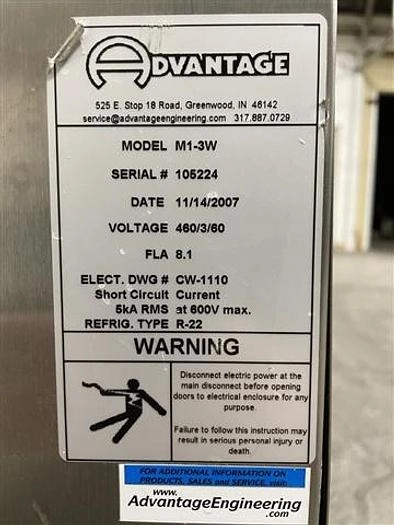 ADVANTAGE
525 E. Stop 18 Road, Greenwood, IN 46142
service@advantageengineering.com 317.887.0729
MODEL M1-3W
SERIAL # 105224
DATE 11/14/2007
VOLTAGE 460/3/60
FLA 8.1
ELECT. DWG # CW-1110
Short Circuit Current
5kA RMS at 600V max.
REFRIG. TYPE R-22
WARNING
Disconnect electric power at the
main disconnect before opening
doors to electrical enclosure for any
purpose.
Failure to follow this instruction may
result in serious personal injury or
death.
FOR ADDITIONAL INFORMATION ON
PRODUCTS, SALES and SERVICE, visit:
www.
AdvantageEngineering
.com